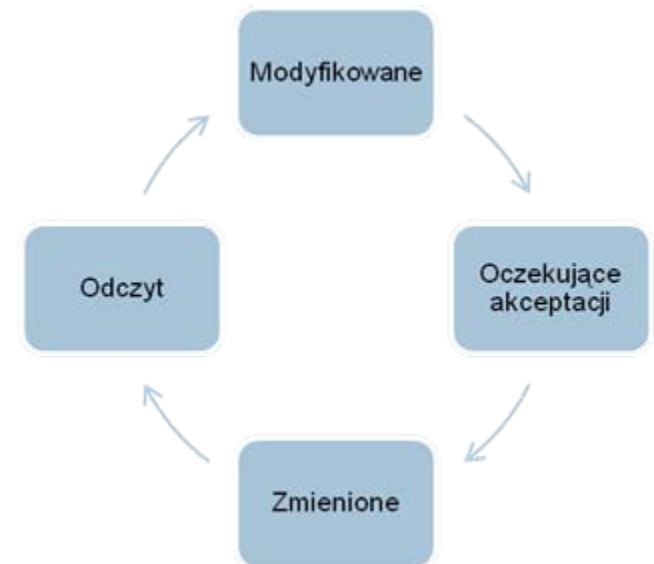 Modyfikowane
Odczyt
Oczekujące
akceptacji
Zmienione